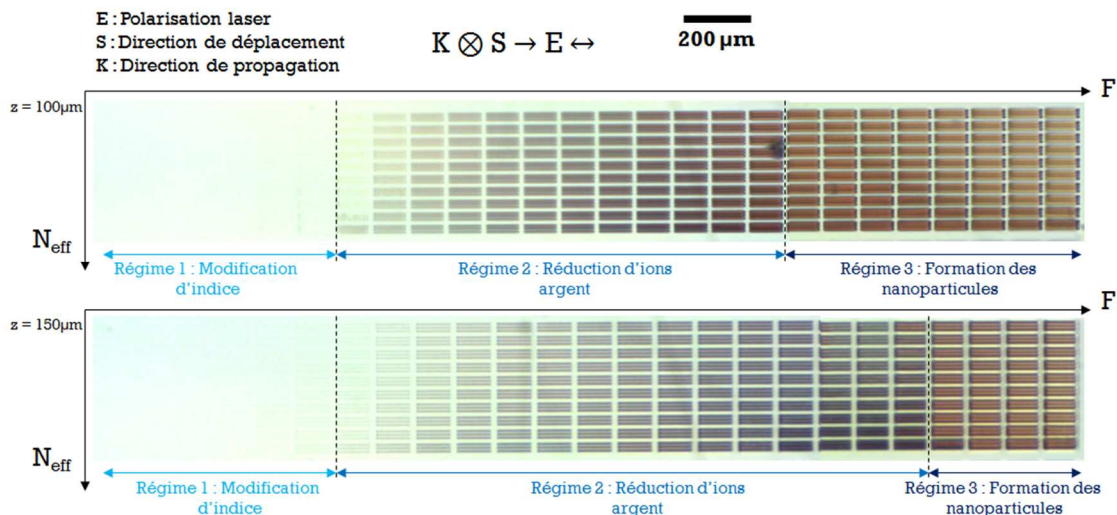 E : Polarisation laser
S : Direction de déplacement
K : Direction de propagation
K ⊗ S → E ↔
200 µm
F
z = 100µm
N_eff
Régime 1 : Modification
d'indice
Régime 2 : Réduction d'ions
argent
Régime 3 : Formation des
nanoparticules
F
z = 150µm
N_eff
Régime 1 : Modification
d'indice
Régime 2 : Réduction d'ions
argent
Régime 3 : Formation des
nanoparticules